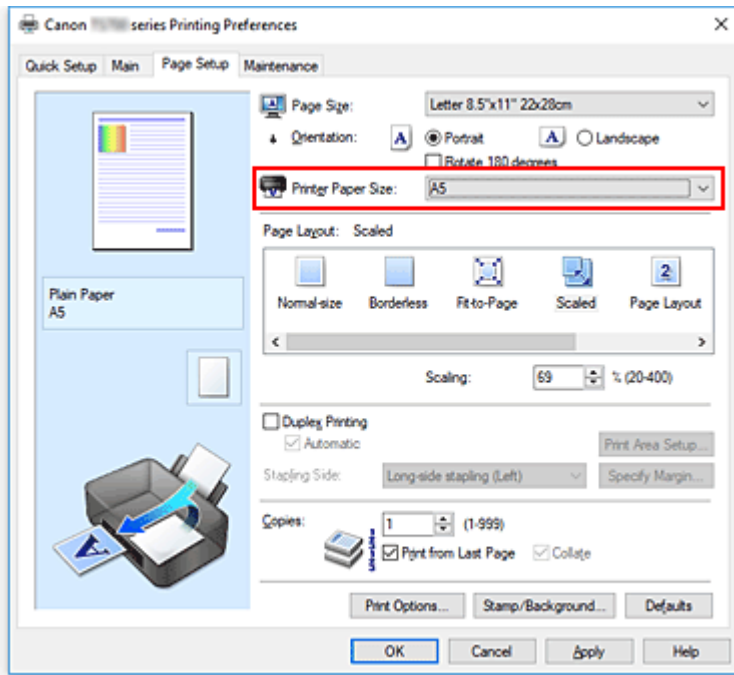 Canon series Printing Preferences
Quick Setup Main Page Setup Maintenance
Page Size: Letter 8.5"x11" 22x28cm
Orientation: A Portrait A Landscape
Rotate 180 degrees
Printer Paper Size: A5
Page Layout: Scaled
Normal-size Borderless Fit-to-Page Scaled Page Layout
Plain Paper
A5
Scaling: 69 % (20-400)
Duplex Printing
Automatic Print Area Setup...
Stapling Side: Long-side stapling (Left) Specify Margin...
Copies: 1 (1-999)
Print from Last Page Collate
Print Options... Stamp/Background... Defaults
OK Cancel Apply Help